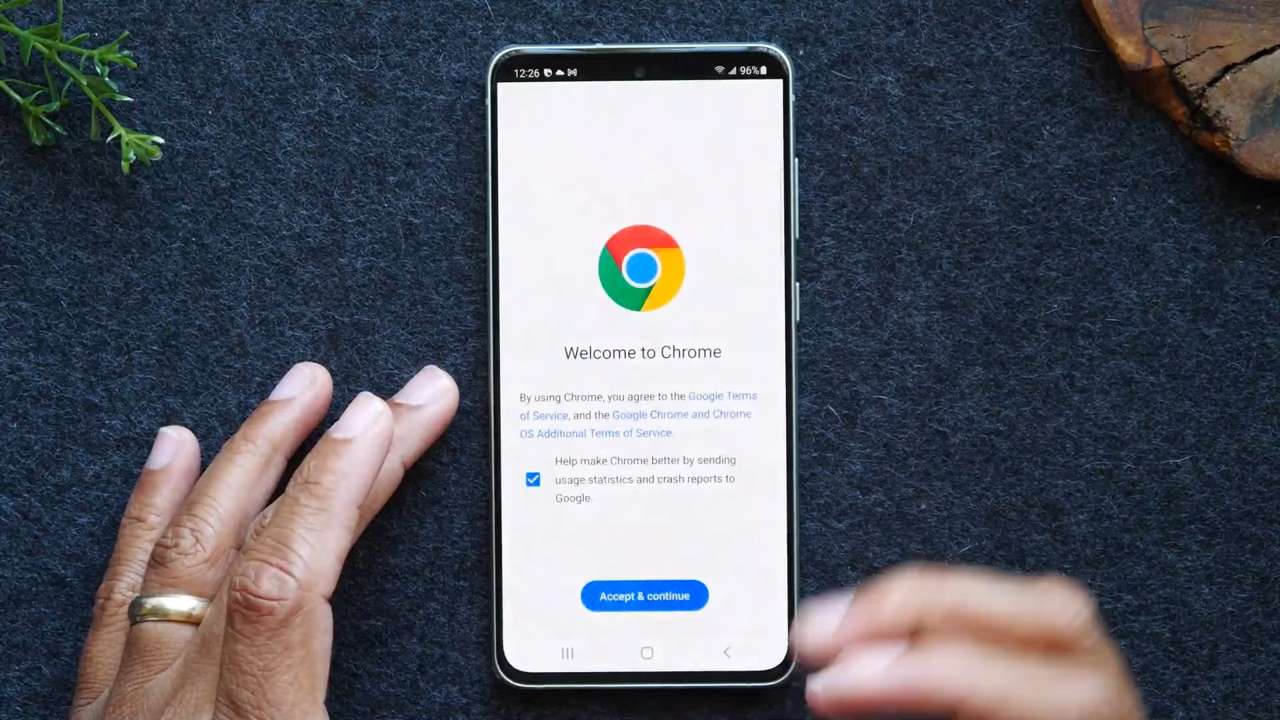 12:26
96%
Welcome to Chrome
By using Chrome, you agree to the Google Terms
of Service, and the Google Chrome and Chrome
OS Additional Terms of Service.
Help make Chrome better by sending
usage statistics and crash reports to
Google.
Accept & continue